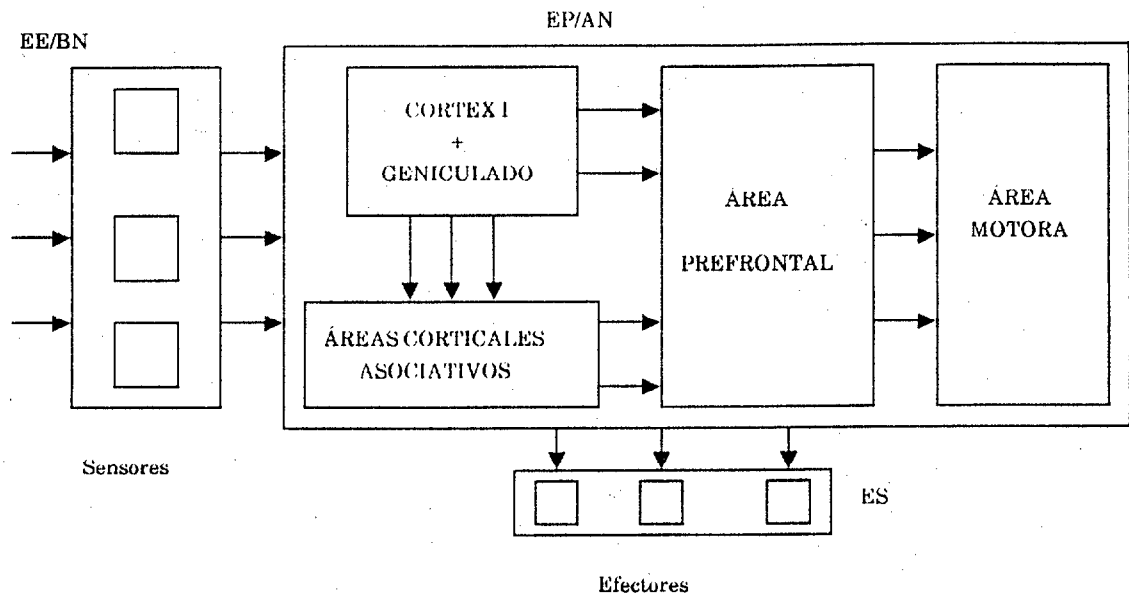 EP/AN
EE/BN
CORTEX I
+
GENICULADO
ÁREA
PREFRONTAL
ÁREA
MOTORA
ÁREAS CORTICALES
ASOCIATIVOS
Sensores
ES
Efectores